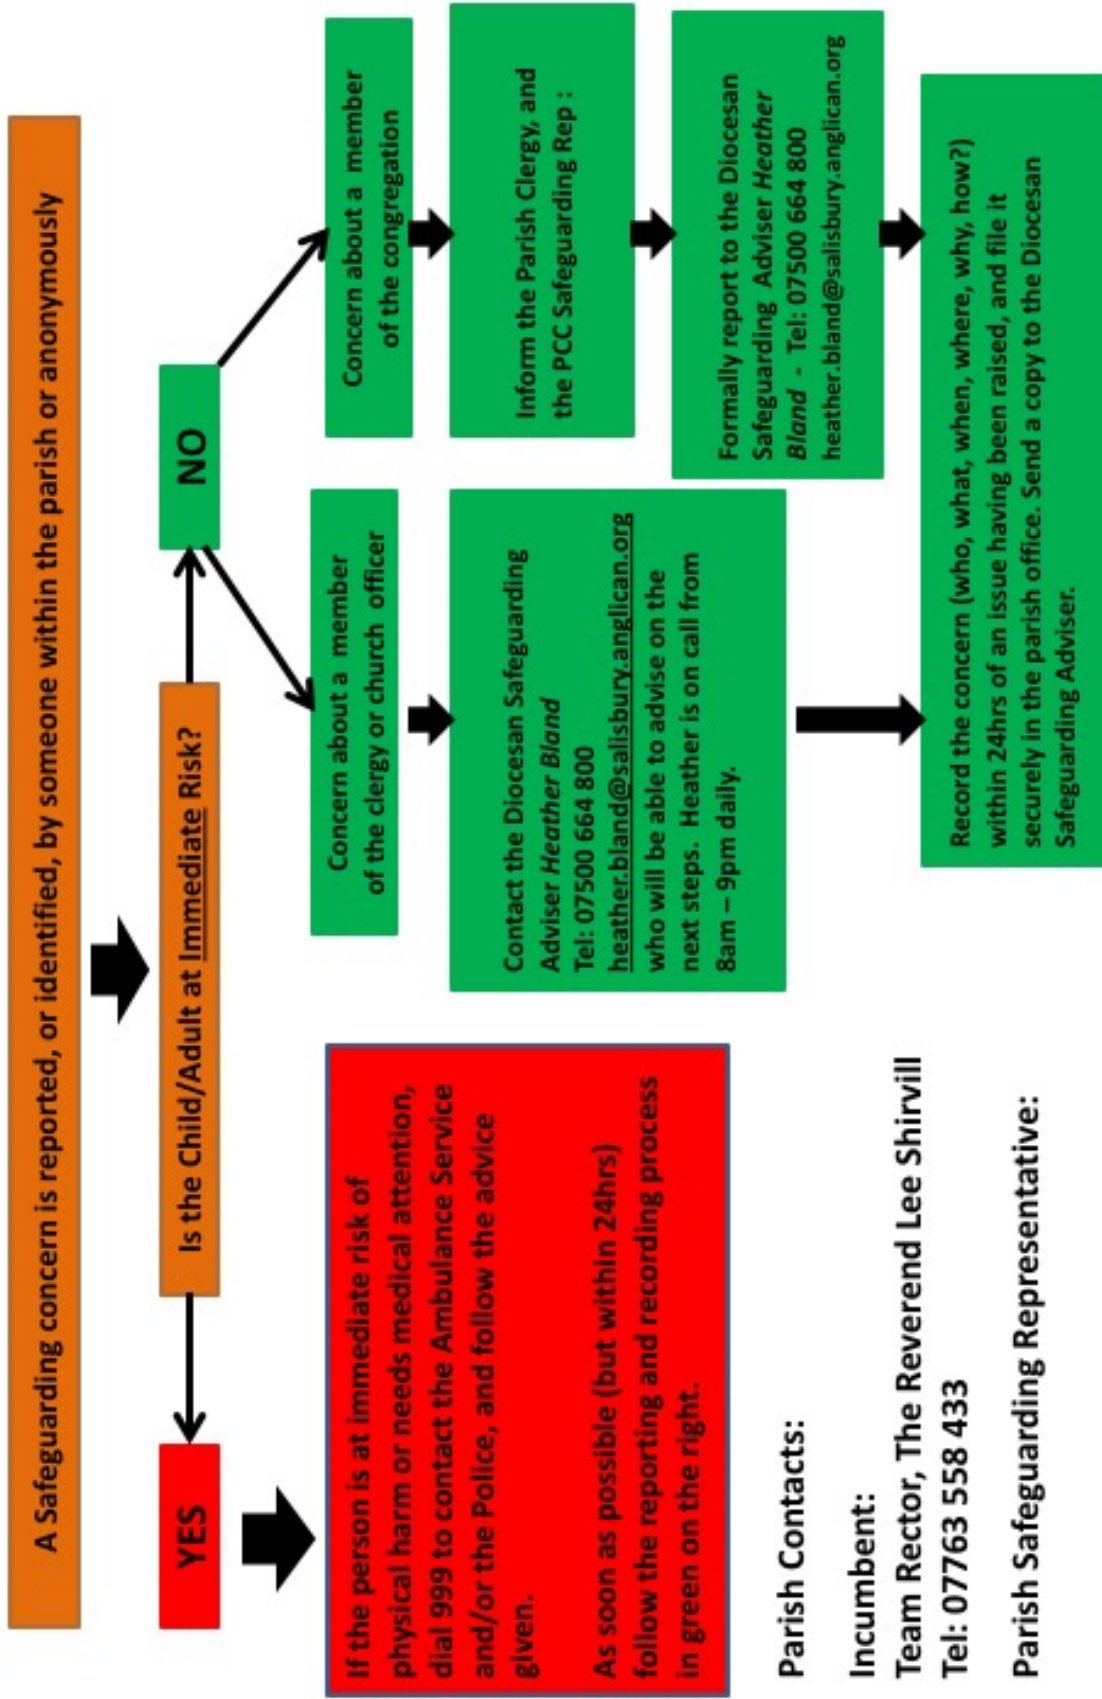 A Safeguarding concern is reported, or identified, by someone within the parish or anonymously
YES
Is the Child/Adult at Immediate Risk?
NO
If the person is at immediate risk of
physical harm or needs medical attention,
dial 999 to contact the Ambulance Service
and/or the Police, and follow the advice
given.
As soon as possible (but within 24hrs)
follow the reporting and recording process
in green on the right.
Concern about a member
of the clergy or church officer
Contact the Diocesan Safeguarding
Adviser Heather Bland
Tel: 07500 664 800
heather.bland@salisbury.anglican.org
who will be able to advise on the
next steps. Heather is on call from
8am – 9pm daily.
Concern about a member
of the congregation
Inform the Parish Clergy, and
the PCC Safeguarding Rep :
Formally report to the Diocesan
Safeguarding Adviser Heather
Bland - Tel: 07500 664 800
heather.bland@salisbury.anglican.org
Record the concern (who, what, when, where, why, how?)
within 24hrs of an issue having been raised, and file it
securely in the parish office. Send a copy to the Diocesan
Safeguarding Adviser.
Parish Contacts:
Incumbent:
Team Rector, The Reverend Lee Shirvill
Tel: 07763 558 433
Parish Safeguarding Representative: